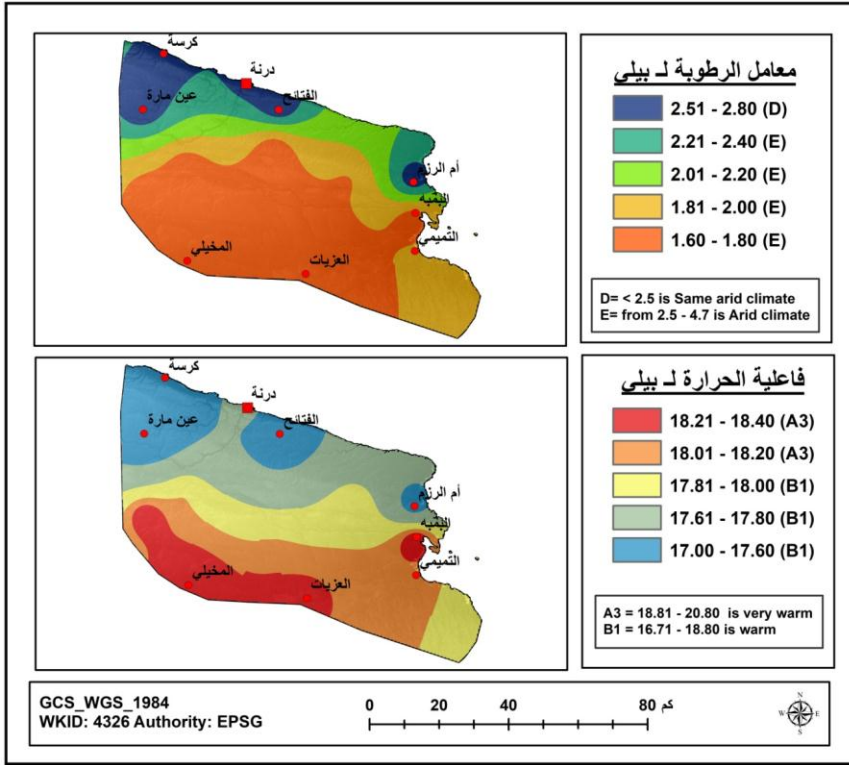 كرسة
درنة
عين مارة
الفتائح
أم الرزم
البمبه
التميمي
المخيلي
العزيات
معامل الرطوبة لـ بيلي
2.51 - 2.80 (D)
2.21 - 2.40 (E)
2.01 - 2.20 (E)
1.81 - 2.00 (E)
1.60 - 1.80 (E)
D= < 2.5 is Same arid climate
E= from 2.5 - 4.7 is Arid climate
كرسة
درنة
عين مارة
الفتائح
أم الرزم
البمبه
التميمي
المخيلي
العزيات
فاعلية الحرارة لـ بيلي
18.21 - 18.40 (A3)
18.01 - 18.20 (A3)
17.81 - 18.00 (B1)
17.61 - 17.80 (B1)
17.00 - 17.60 (B1)
A3 = 18.81 - 20.80 is very warm
B1 = 16.71 - 18.80 is warm
GCS_WGS_1984
WKID: 4326 Authority: EPSG
0 20 40 80 كم
N
W E
S